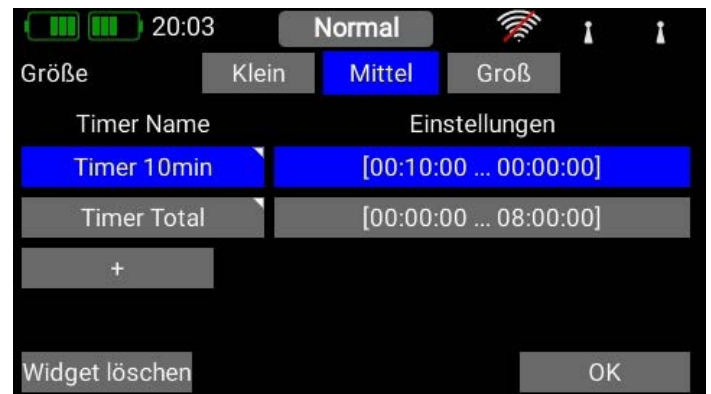 20:03 Normal
Größe Klein Mittel Groß
Timer Name Einstellungen
Timer 10min [00:10:00 ... 00:00:00]
Timer Total [00:00:00 ... 08:00:00]
+
Widget löschen OK